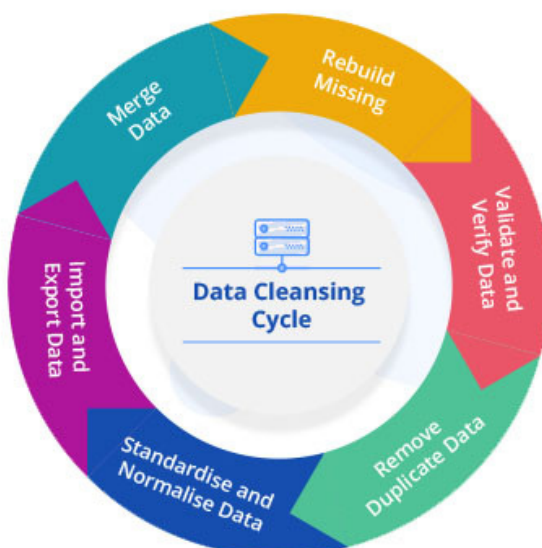 Rebuild
Missing
Validate and
Verify Data
Remove
Duplicate Data
Standardise and
Normalise Data
Import and
Export Data
Merge
Data
Data Cleansing
Cycle